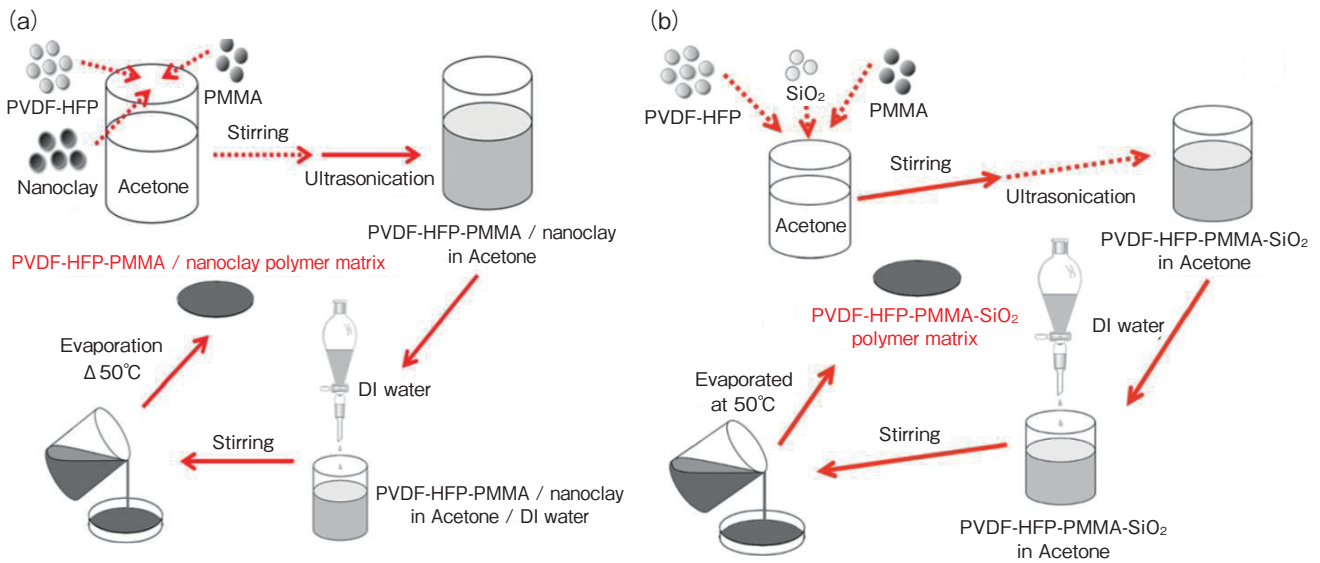 (a)
PVDF-HFP
PMMA
Nanoclay
Acetone
Stirring
Ultrasonication
PVDF-HFP-PMMA / nanoclay
in Acetone
PVDF-HFP-PMMA / nanoclay polymer matrix
DI water
Evaporation
Δ 50℃
Stirring
PVDF-HFP-PMMA / nanoclay
in Acetone / DI water
(b)
PVDF-HFP
SiO₂
PMMA
Acetone
Stirring
Ultrasonication
PVDF-HFP-PMMA-SiO₂
in Acetone
PVDF-HFP-PMMA-SiO₂
polymer matrix
DI water
Evaporated
at 50℃
Stirring
PVDF-HFP-PMMA-SiO₂
in Acetone